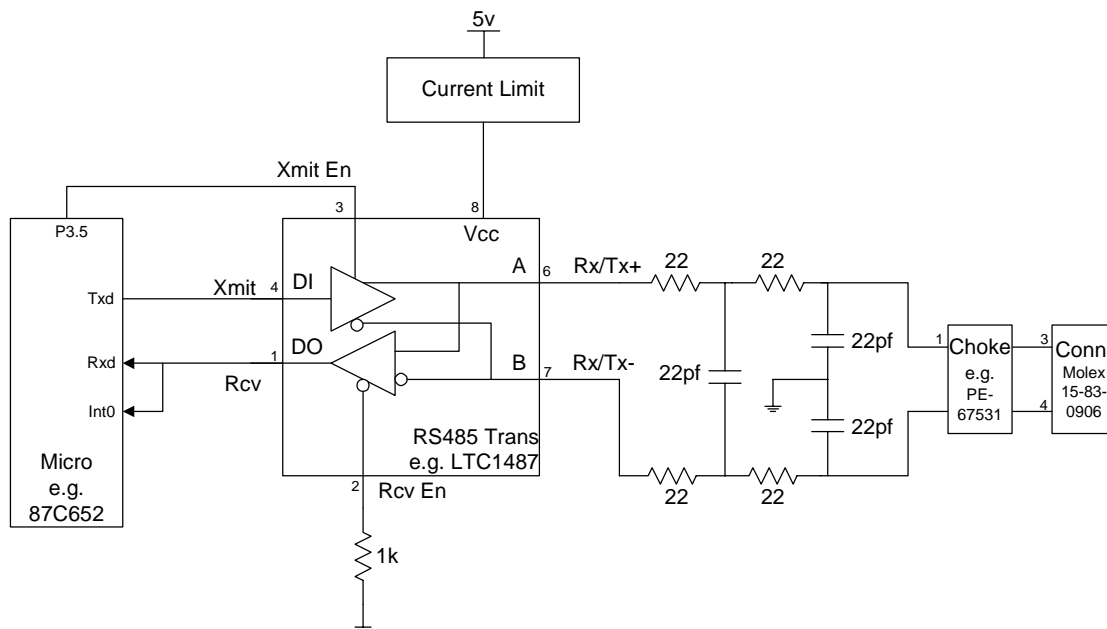 5v
Current Limit
Xmit En
3
8
P3.5
Vcc
A
6
Rx/Tx+
22
22
Txd
Xmit
4
DI
Rxd
1
DO
Rcv
B
7
Rx/Tx-
22pf
22pf
1
Choke
e.g.
PE-
67531
3
4
Conn
Molex
15-83-
0906
Int0
22pf
RS485 Trans
e.g. LTC1487
Micro
e.g.
87C652
2
Rcv En
22
22
1k